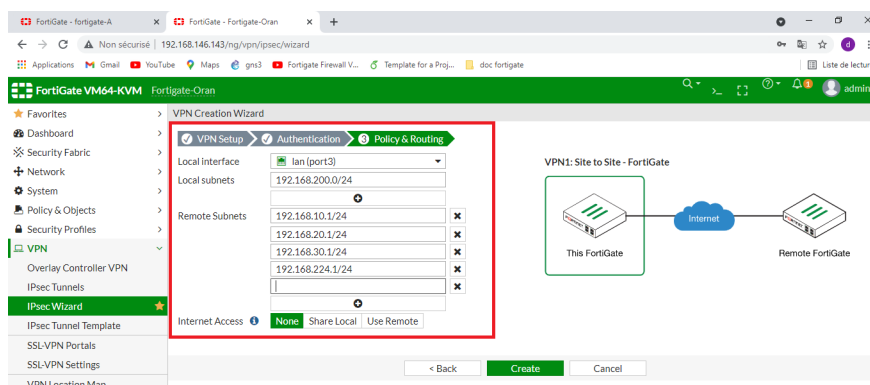 FortiGate - fortigate-A
FortiGate - Fortigate-Oran
Non sécurisé | 192.168.146.143/ng/vpn/ipsec/wizard
d
Applications
Gmail
YouTube
Maps
gns3
Fortigate Firewall V...
Template for a Proj...
doc fortigate
Liste de lectur
FortiGate VM64-KVM
Fortigate-Oran
1
admin
Favorites
VPN Creation Wizard
Dashboard
Security Fabric
Network
System
Policy & Objects
Security Profiles
VPN
Overlay Controller VPN
IPsec Tunnels
IPsec Wizard
IPsec Tunnel Template
SSL-VPN Portals
SSL-VPN Settings
VPN Location Map
VPN Setup
Authentication
3 Policy & Routing
Local interface
lan (port3)
Local subnets
192.168.200.0/24
Remote Subnets
192.168.10.1/24
192.168.20.1/24
192.168.30.1/24
192.168.224.1/24
Internet Access
None
Share Local
Use Remote
VPN1: Site to Site - FortiGate
Internet
This FortiGate
Remote FortiGate
< Back
Create
Cancel